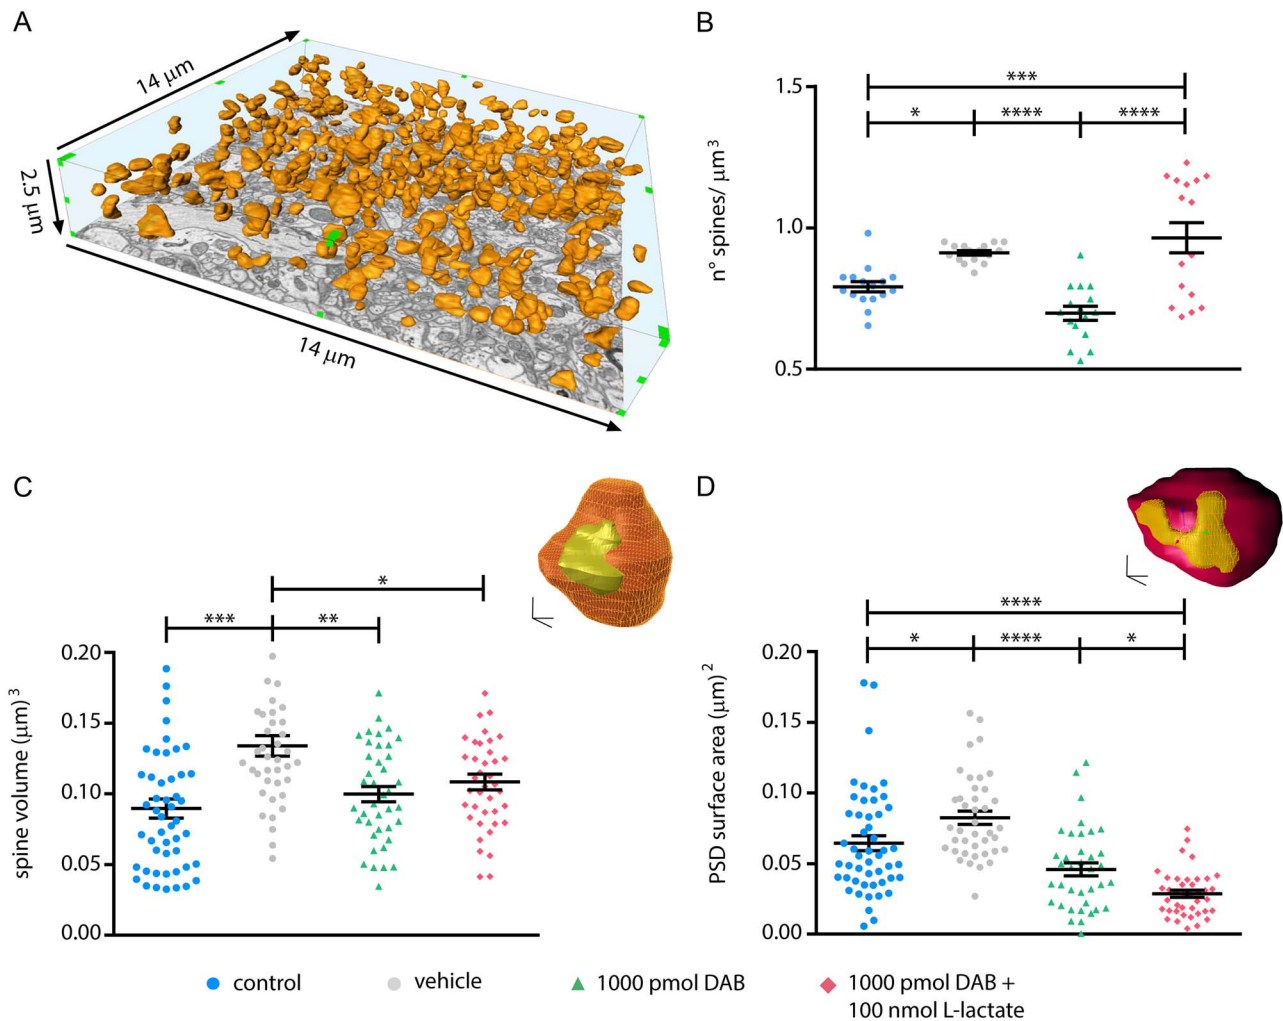 A
14 μm
2.5 μm
14 μm
B
n° spines/ μm³
1.5
1.0
0.5
***
*
****
****
C
spine volume (μm)³
0.20
0.15
0.10
0.05
0.00
*
***
**
D
PSD surface area (μm)²
0.20
0.15
0.10
0.05
0.00
****
*
****
*
control
vehicle
1000 pmol DAB
1000 pmol DAB +
100 nmol L-lactate